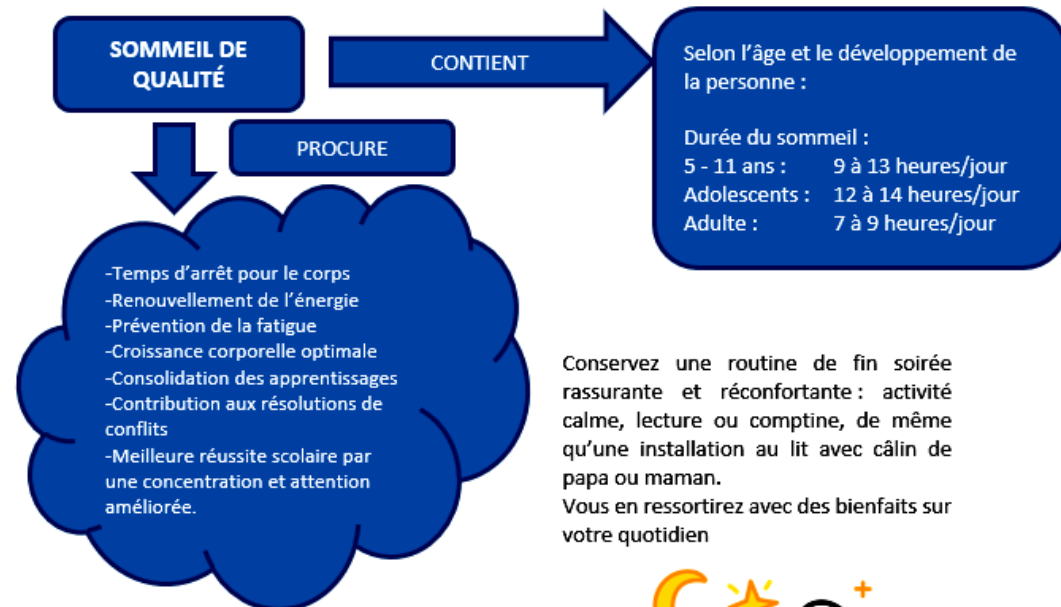 SOMMEIL DE
QUALITÉ
CONTIENT
Selon l'âge et le développement de
la personne :
Durée du sommeil :
5 - 11 ans : 9 à 13 heures/jour
Adolescents : 12 à 14 heures/jour
Adulte : 7 à 9 heures/jour
PROCURE
-Temps d'arrêt pour le corps
-Renouvellement de l'énergie
-Prévention de la fatigue
-Croissance corporelle optimale
-Consolidation des apprentissages
-Contribution aux résolutions de
conflits
-Meilleure réussite scolaire par
une concentration et attention
améliorée.
Conservez une routine de fin soirée
rassurante et réconfortante : activité
calme, lecture ou comptine, de même
qu'une installation au lit avec câlin de
papa ou maman.
Vous en ressortirez avec des bienfaits sur
votre quotidien